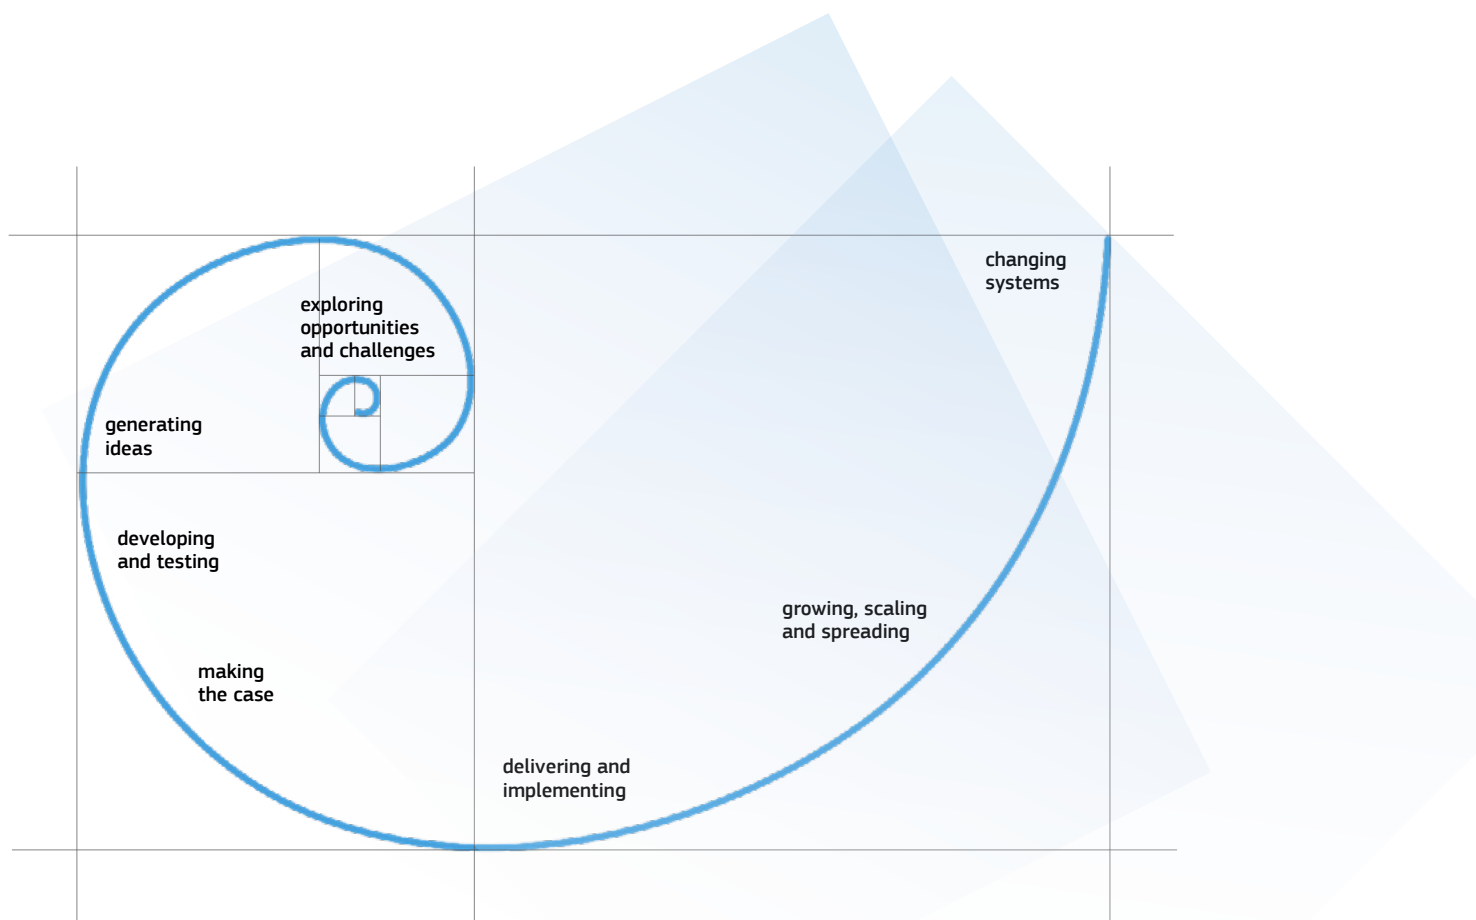 exploring
opportunities
and challenges
generating
ideas
developing
and testing
making
the case
delivering and
implementing
growing, scaling
and spreading
changing
systems